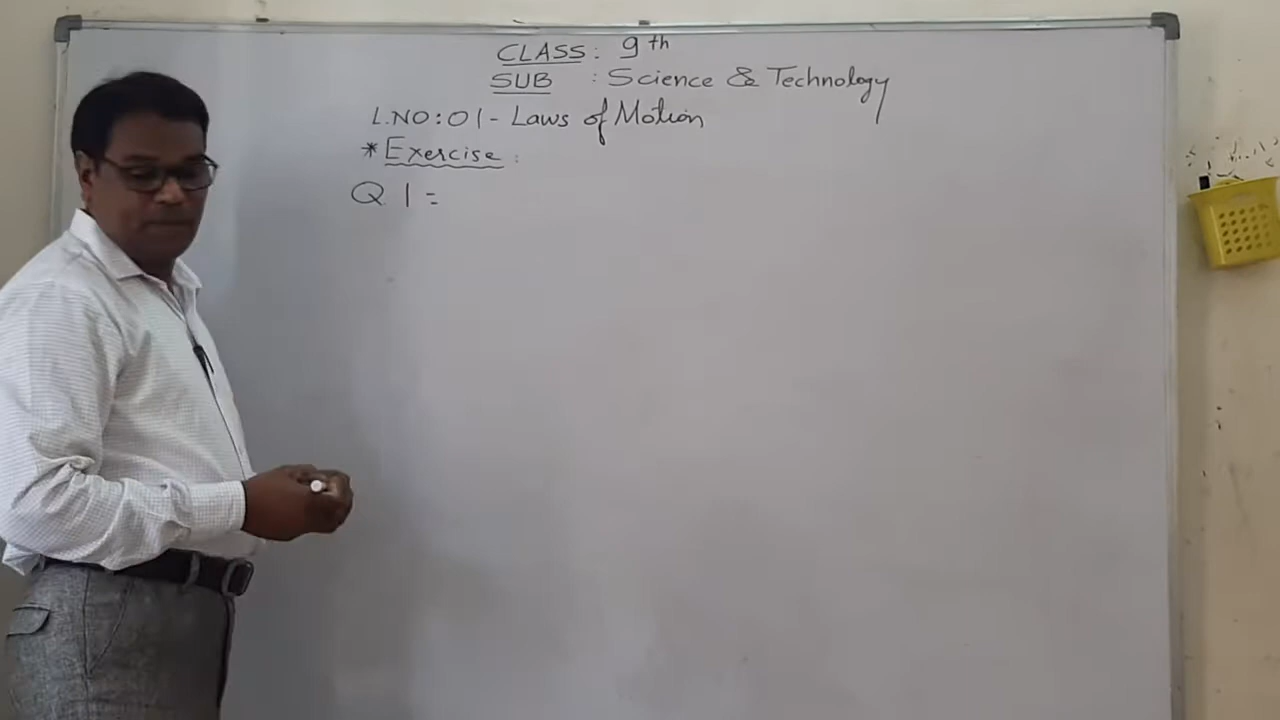 CLASS: 9th
SUB : Science & Technology
L.NO:01- Laws of Motion
*Exercise:
Q 1 =